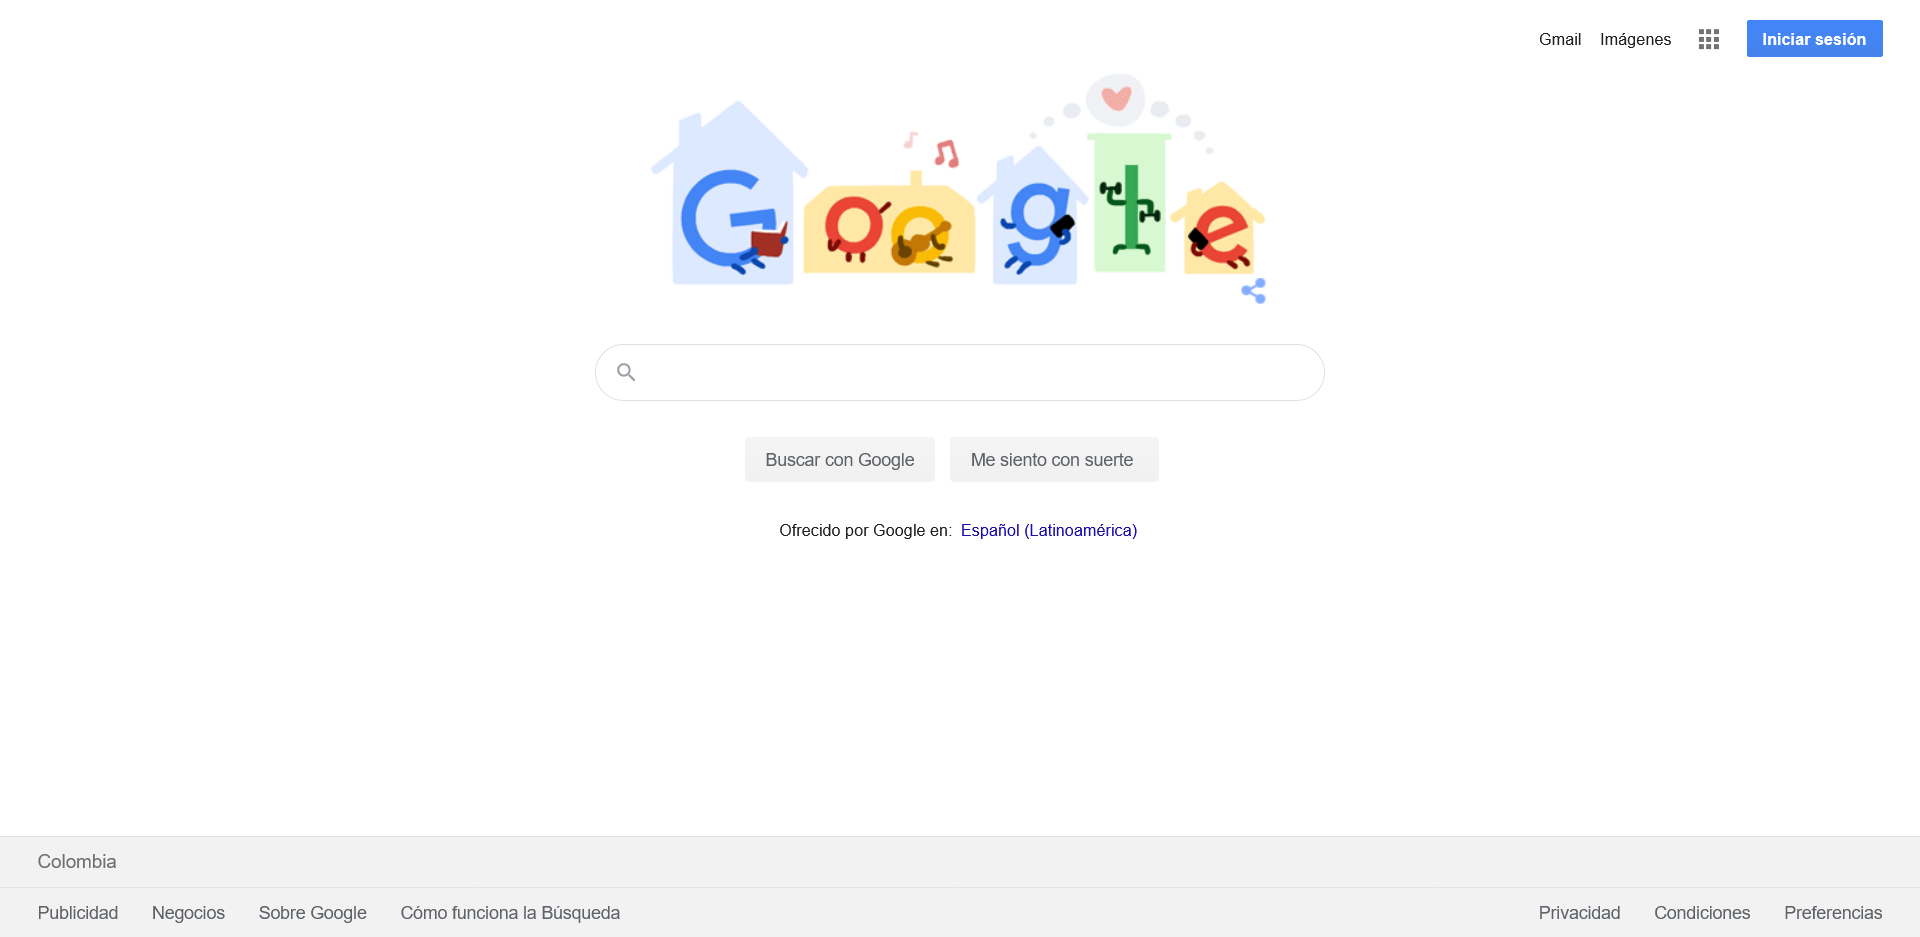 Gmail Imágenes Iniciar sesión
Google
Buscar con Google Me siento con suerte
Ofrecido por Google en: Español (Latinoamérica)
Colombia
Publicidad Negocios Sobre Google Cómo funciona la Búsqueda Privacidad Condiciones Preferencias